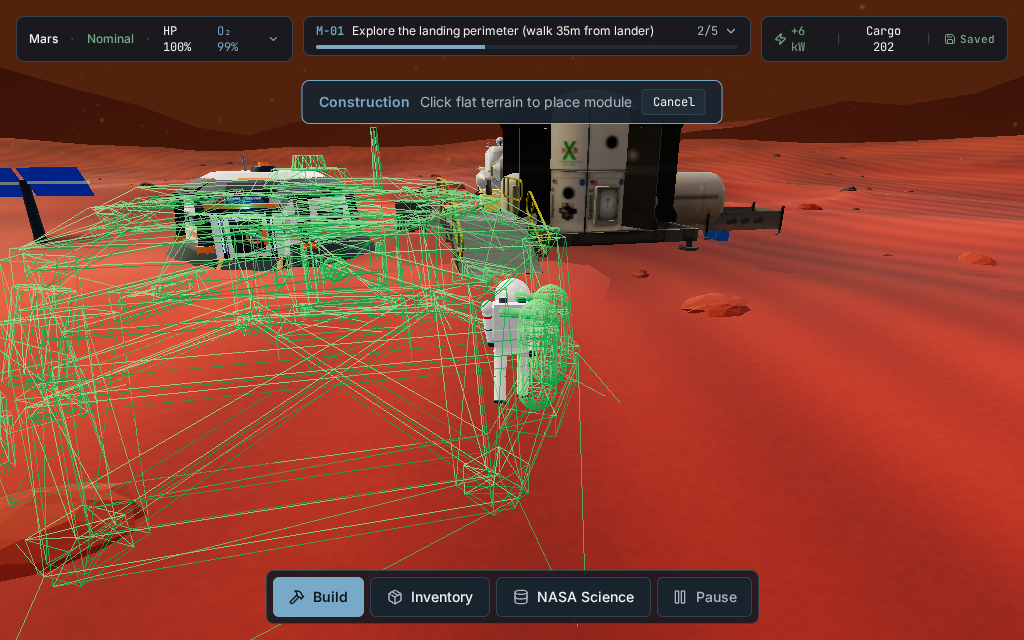 Mars · Nominal · HP 100% O₂ 99%
M-01 Explore the landing perimeter (walk 35m from lander) 2/5
+6 kW | Cargo 202 | Saved
Construction Click flat terrain to place module Cancel
Build Inventory NASA Science Pause